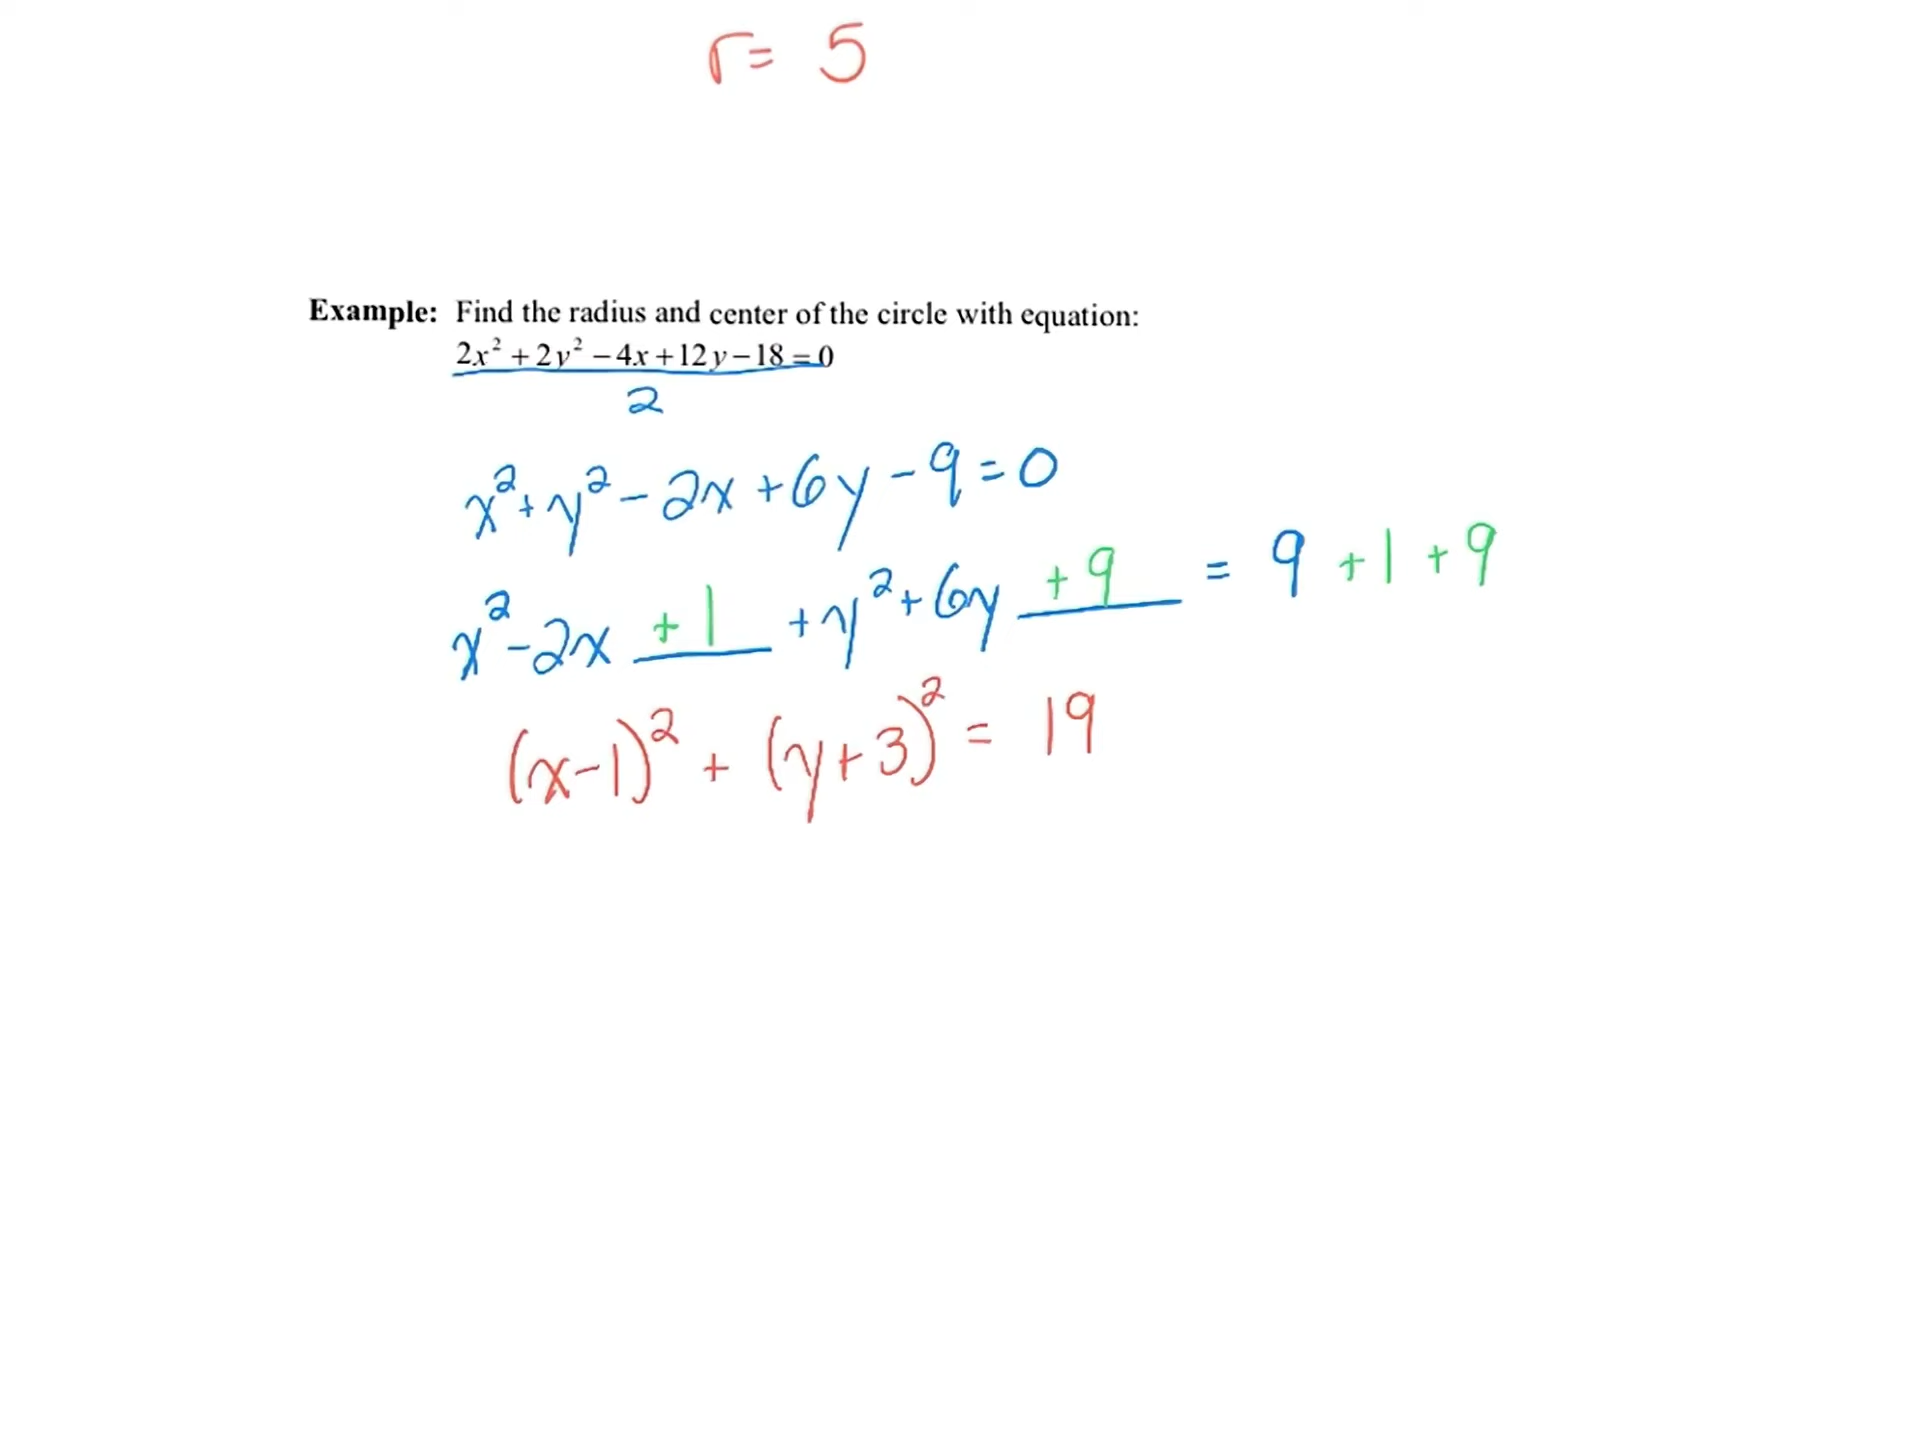 r = 5
Example: Find the radius and center of the circle with equation:
2x² + 2y² − 4x + 12y − 18 = 0
2
x² + y² − 2x + 6y − 9 = 0
x² − 2x + 1 + y² + 6y + 9 = 9 + 1 + 9
(x − 1)² + (y + 3)² = 19